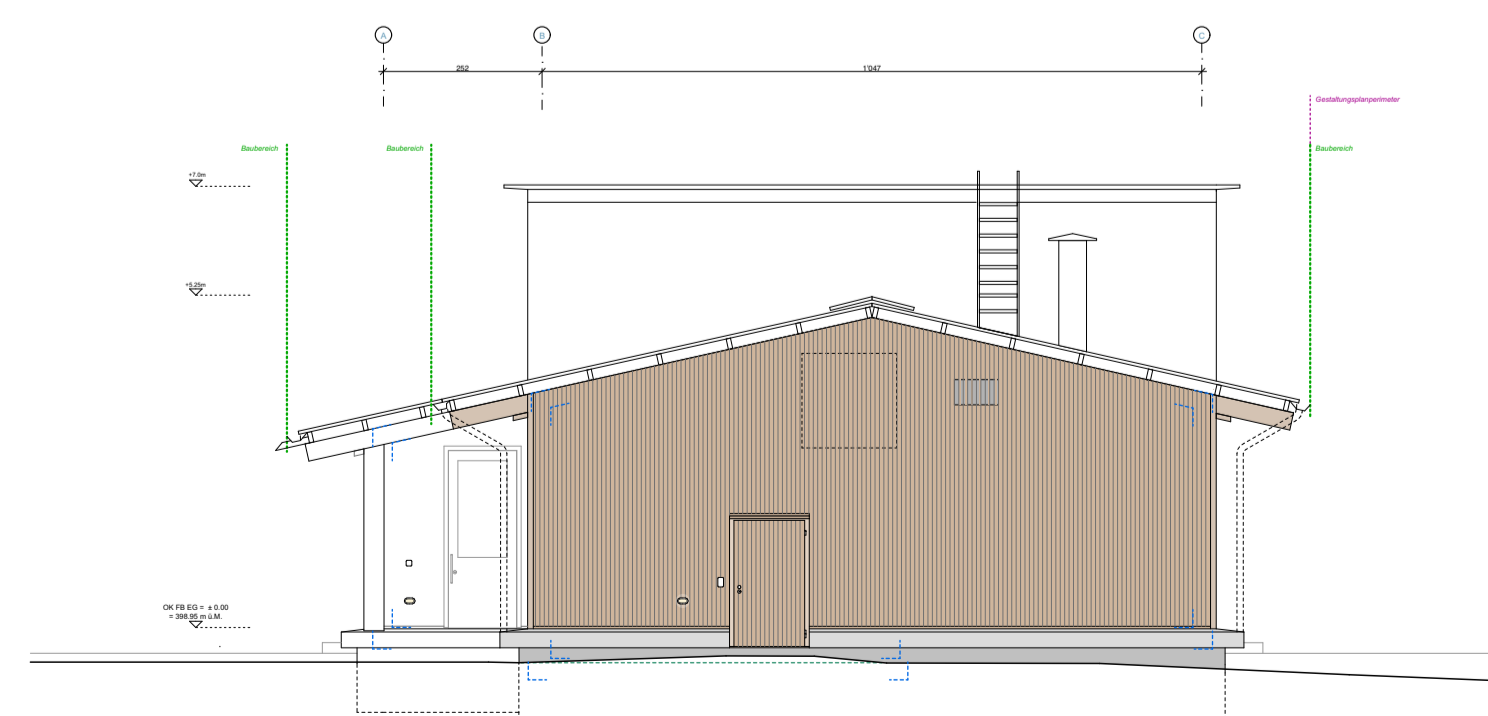 A
B
C
252
1'047
Gestaltungsplanperimeter
Baubereich
Baubereich
Baubereich
+7.0m
+5.25m
OK FB EG = ± 0.00
= 398.95 m ü.M.